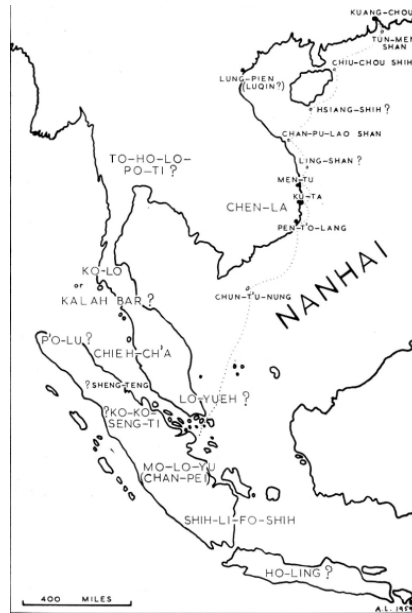 KUANG-CHOU
TUN-MEN
SHAN
CHIU-CHOU SHIH
LUNG-PIEN
(LUQIN?)
HSIANG-SHIH ?
CHAN-PU-LAO SHAN
TO-HO-LO-
PO-TI ?
LING-SHAN ?
MEN-TU
KU-TA
CHEN-LA
PEN-T'O-LANG
NANHAI
KO-LO
or
KALAH BAR ?
CHUN-T'U-NUNG
P'O-LU ?
CHIEH-CH'A
? SHENG-TENG
LO-YUEH ?
?KO-KO-
SENG-TI
MO-LO-YU
(CHAN-PEI)
SHIH-LI-FO-SHIH
HO-LING ?
400 MILES